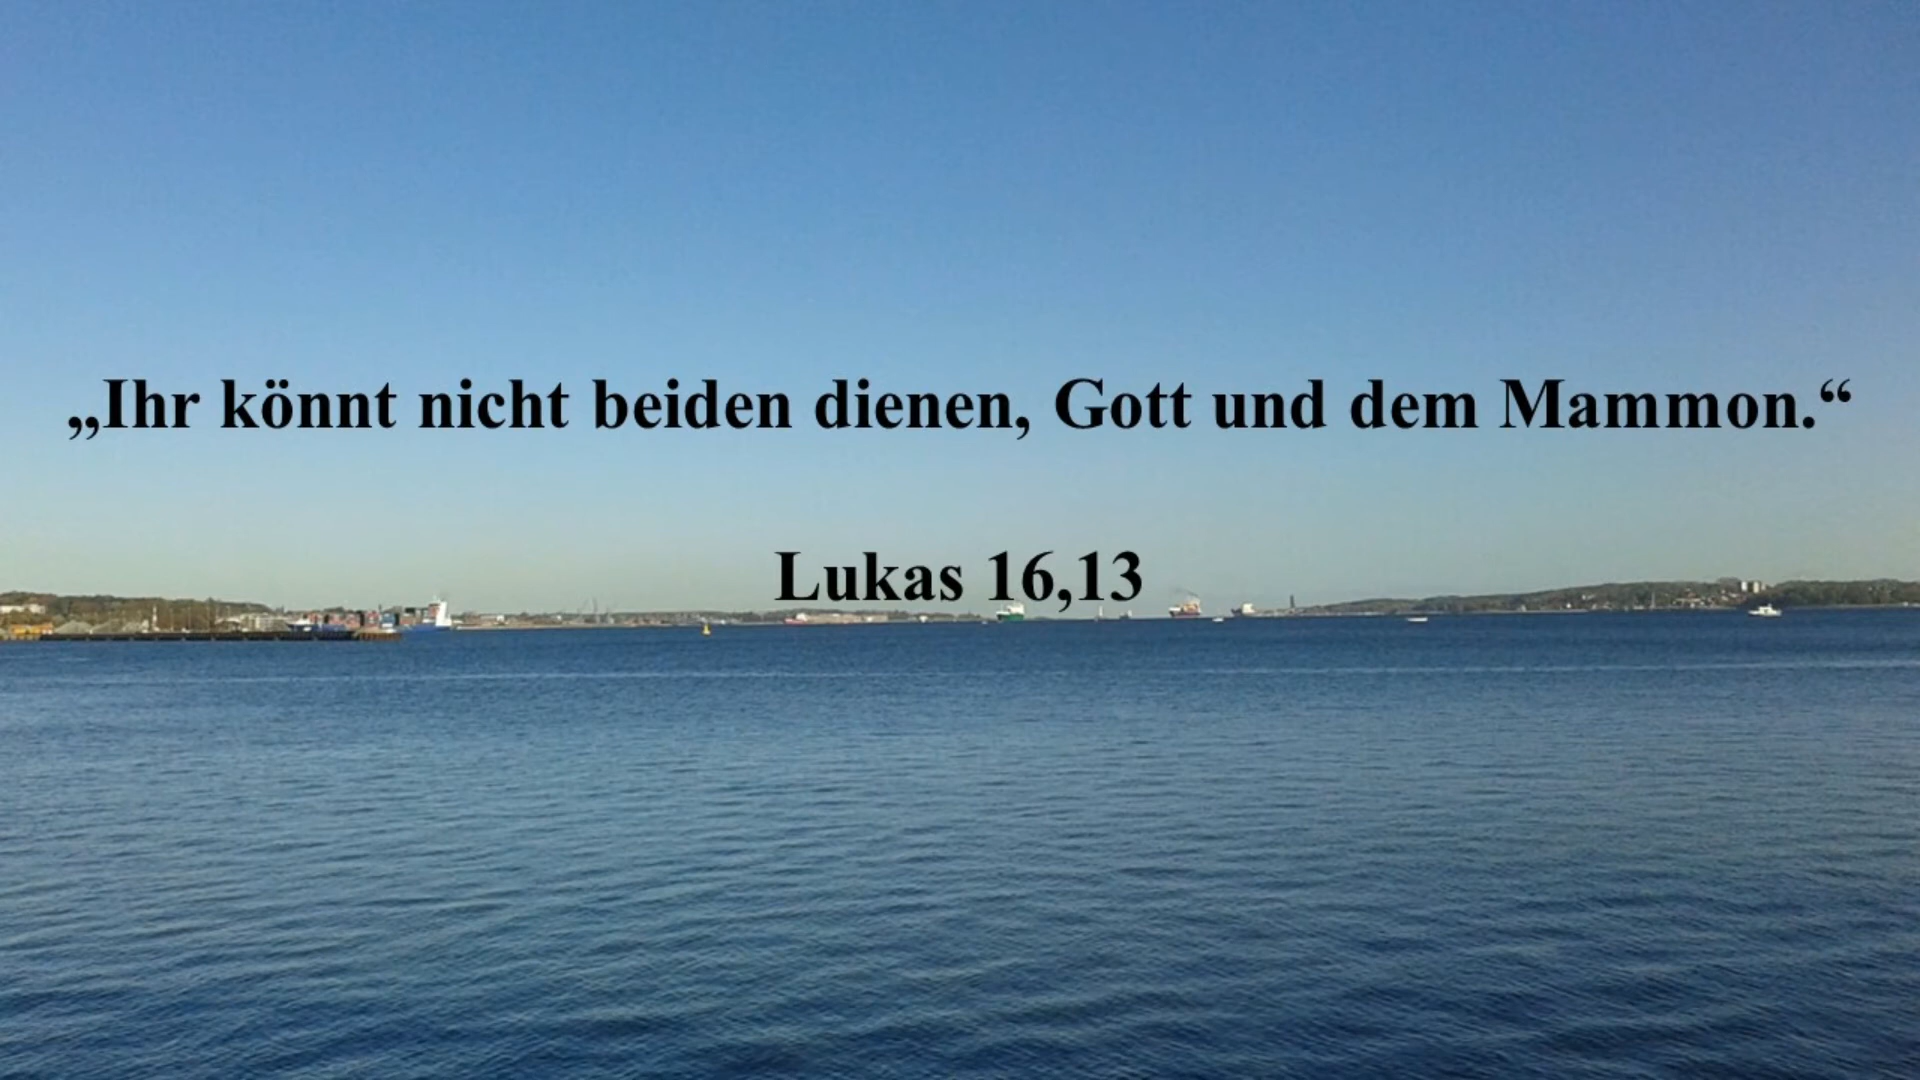 „Ihr könnt nicht beiden dienen, Gott und dem Mammon.“
Lukas 16,13